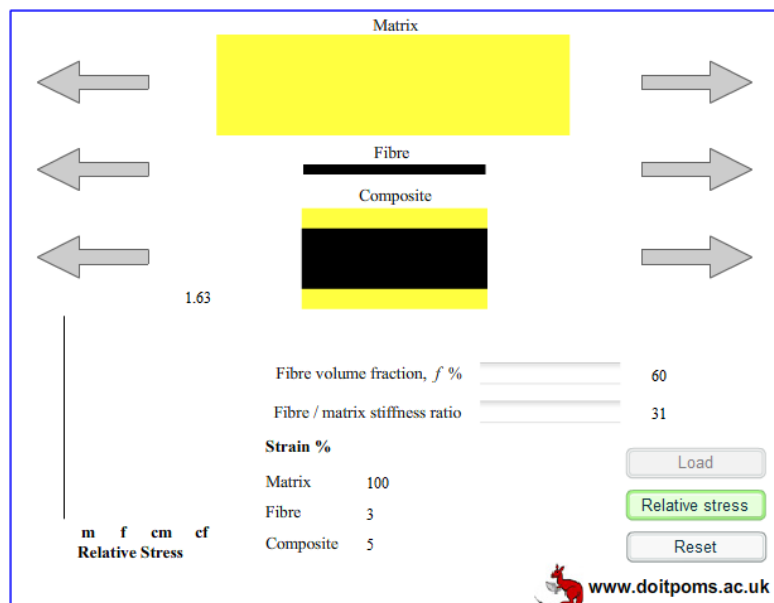 Matrix
Fibre
Composite
1.63
Fibre volume fraction, f % 60
Fibre / matrix stiffness ratio 31
Strain %
Matrix 100
Fibre 3
Composite 5
Load
Relative stress
Reset
m f cm cf
Relative Stress
www.doitpoms.ac.uk